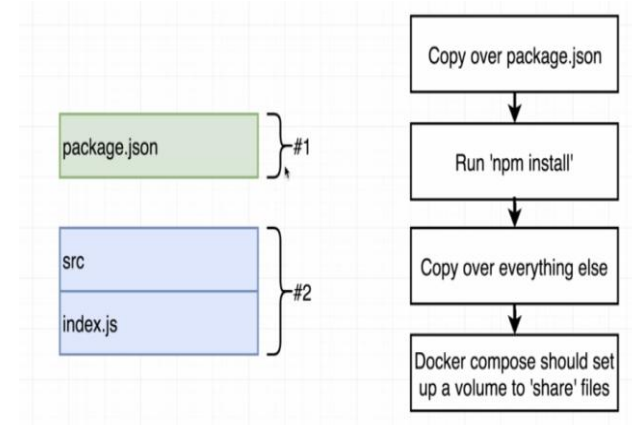 package.json
#1
src
index.js
#2
Copy over package.json
Run 'npm install'
Copy over everything else
Docker compose should set
up a volume to 'share' files